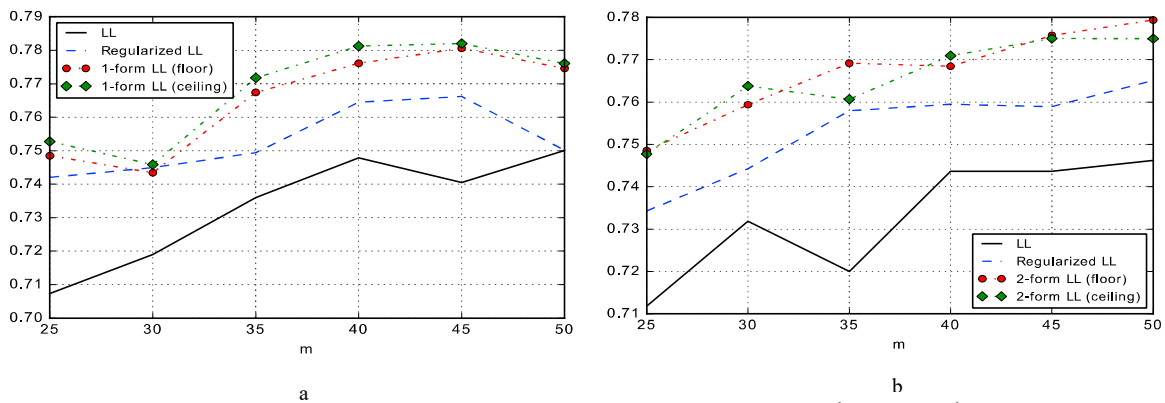 0.79
0.78
0.77
0.76
0.75
0.74
0.73
0.72
0.71
0.70
LL
Regularized LL
1-form LL (floor)
1-form LL (ceiling)
25 30 35 40 45 50
m
a
0.78
0.77
0.76
0.75
0.74
0.73
0.72
0.71
LL
Regularized LL
2-form LL (floor)
2-form LL (ceiling)
25 30 35 40 45 50
m
b